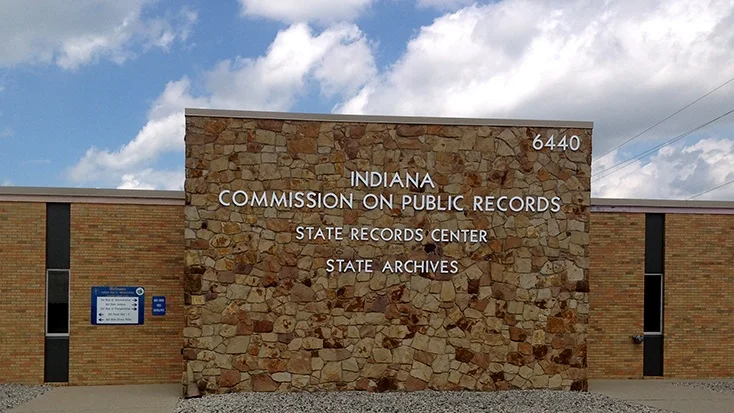 6440
INDIANA
COMMISSION ON PUBLIC RECORDS
STATE RECORDS CENTER
STATE ARCHIVES